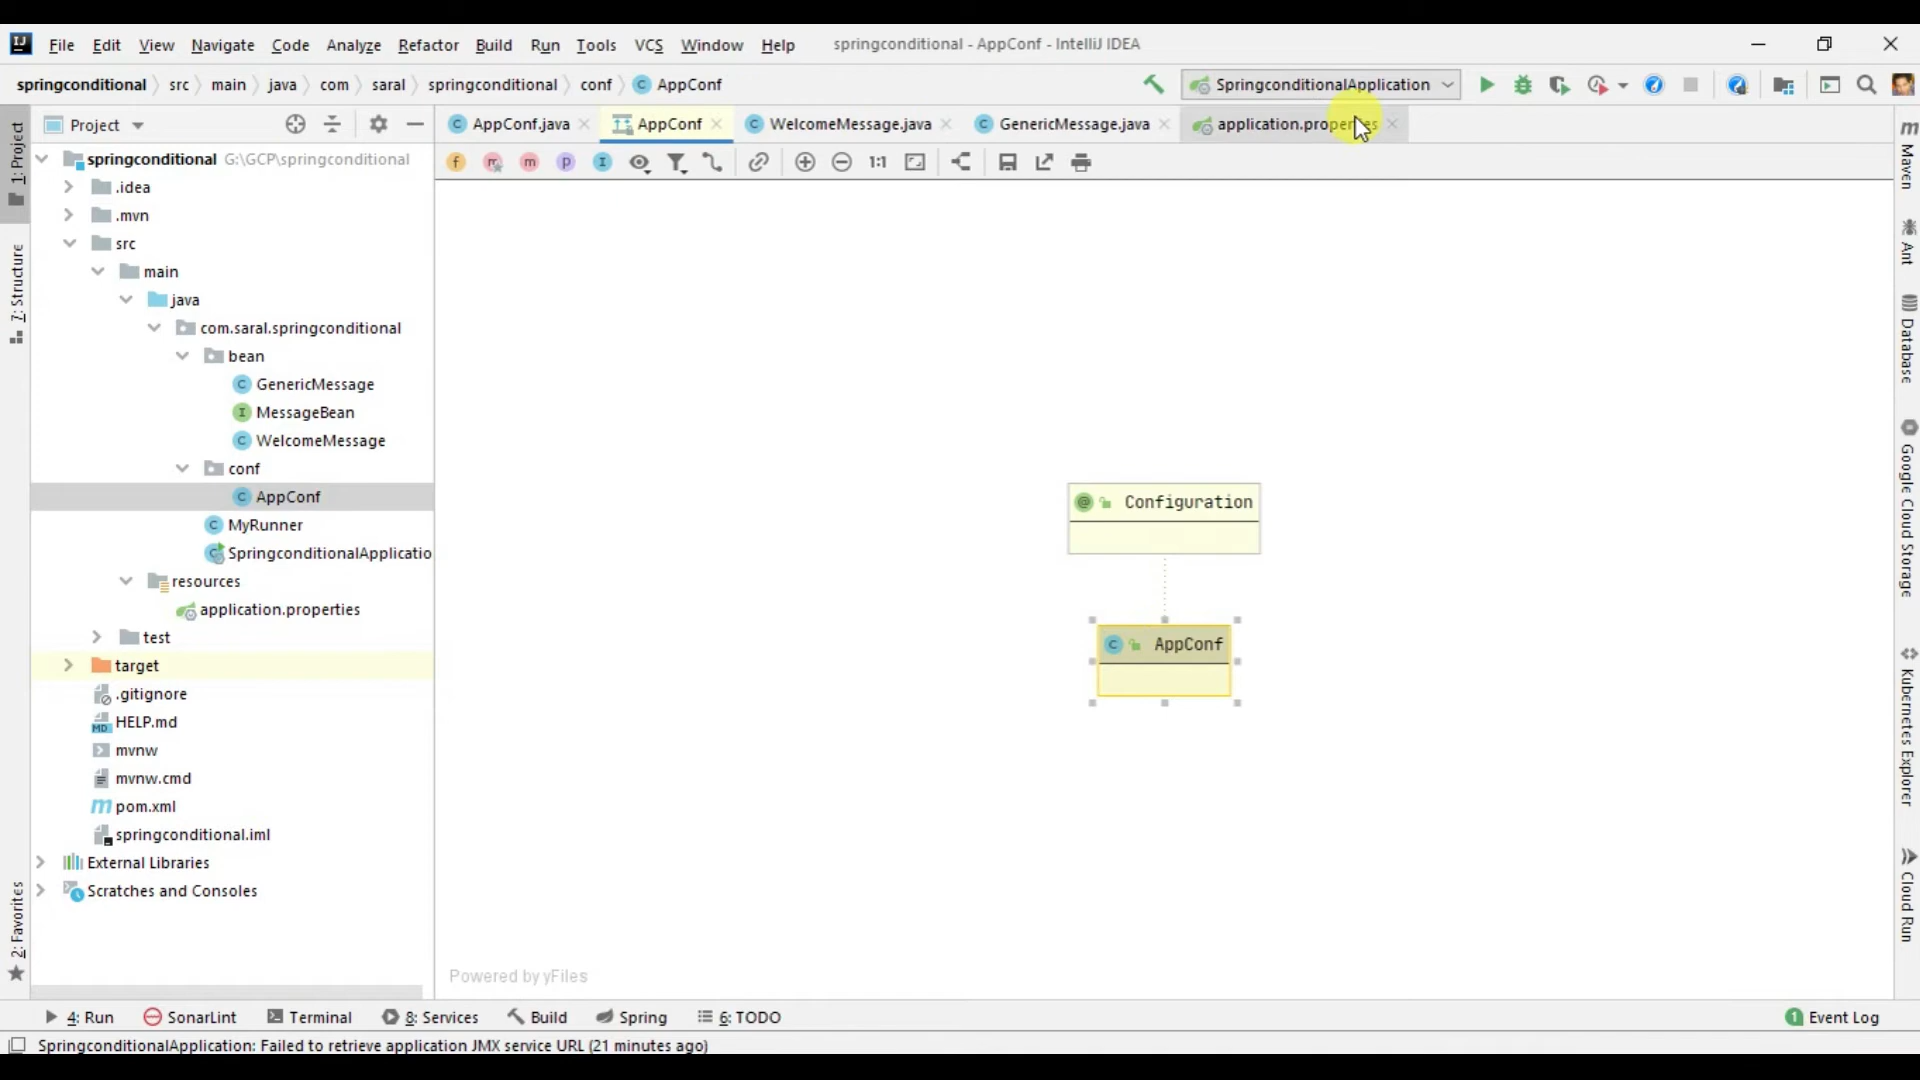 File Edit View Navigate Code Analyze Refactor Build Run Tools VCS Window Help springconditional - AppConf - IntelliJ IDEA
springconditional src main java com saral springconditional conf AppConf SpringconditionalApplication
1: Project
7: Structure
2: Favorites
Project
springconditional G:\GCP\springconditional
.idea
.mvn
src
main
java
com.saral.springconditional
bean
GenericMessage
MessageBean
WelcomeMessage
conf
AppConf
MyRunner
SpringconditionalApplicatio
resources
application.properties
test
target
.gitignore
HELP.md
mvnw
mvnw.cmd
pom.xml
springconditional.iml
External Libraries
Scratches and Consoles
AppConf.java AppConf WelcomeMessage.java GenericMessage.java application.properties
1:1
Configuration
AppConf
Powered by yFiles
Maven
Ant
Database
Google Cloud Storage
Kubernetes Explorer
Cloud Run
4: Run SonarLint Terminal 8: Services Build Spring 6: TODO 1 Event Log
SpringconditionalApplication: Failed to retrieve application JMX service URL (21 minutes ago)